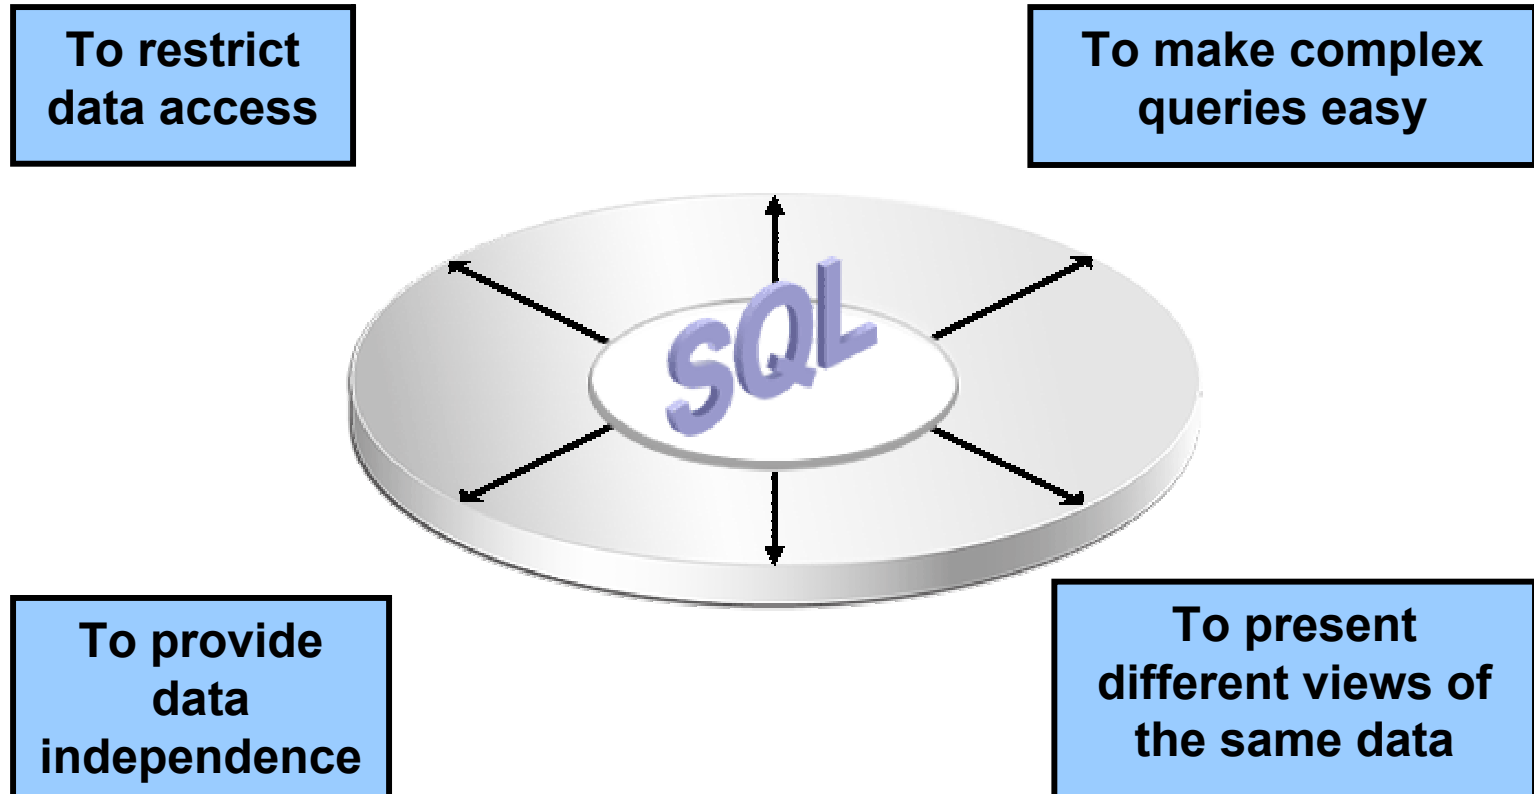 To restrict
data access
To make complex
queries easy
SQL
To provide
data
independence
To present
different views of
the same data